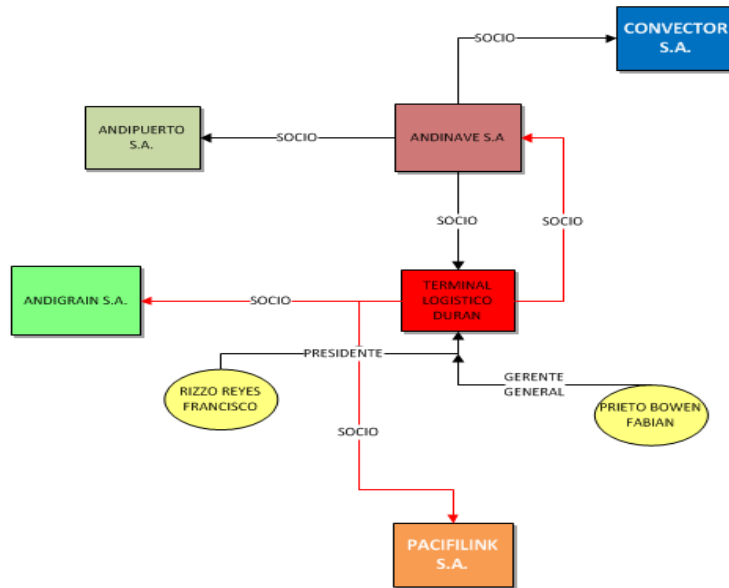 CONVECTOR
S.A.
SOCIO
ANDIPUERTO
S.A.
SOCIO
ANDINAVE S.A
SOCIO
SOCIO
ANDIGRAIN S.A.
SOCIO
TERMINAL
LOGISTICO
DURAN
PRESIDENTE
RIZZO REYES
FRANCISCO
GERENTE
GENERAL
PRIETO BOWEN
FABIAN
SOCIO
PACIFILINK
S.A.